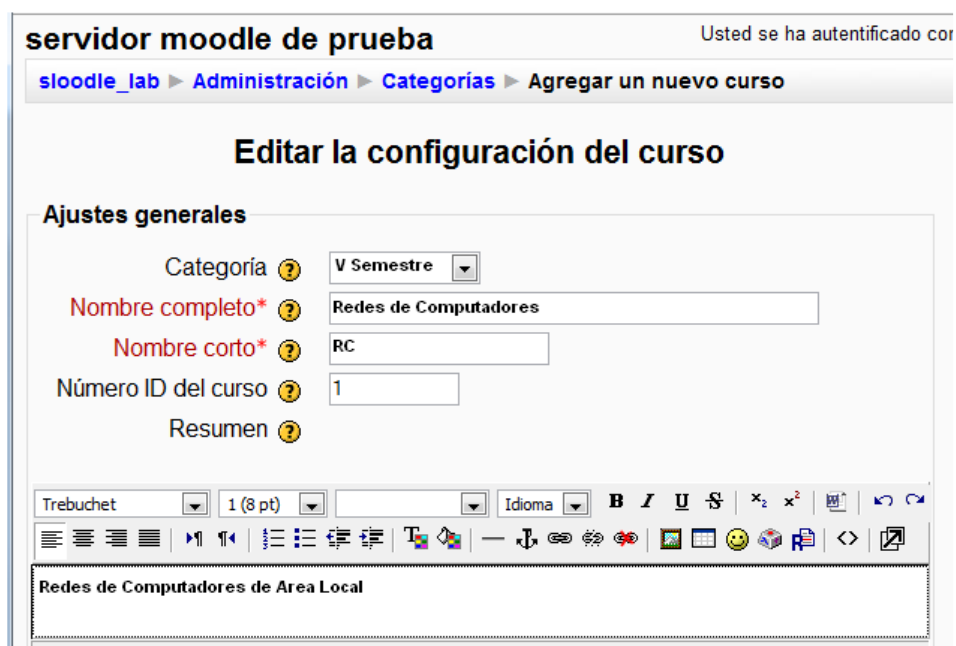 servidor moodle de prueba
Usted se ha autentificado
sloodle_lab ► Administración ► Categorías ► Agregar un nuevo curso
Editar la configuración del curso
Ajustes generales
Categoría V Semestre
Nombre completo* Redes de Computadores
Nombre corto* RC
Número ID del curso 1
Resumen
Trebuchet 1 (8 pt) Idioma B I U S x₂ x²
Redes de Computadores de Area Local